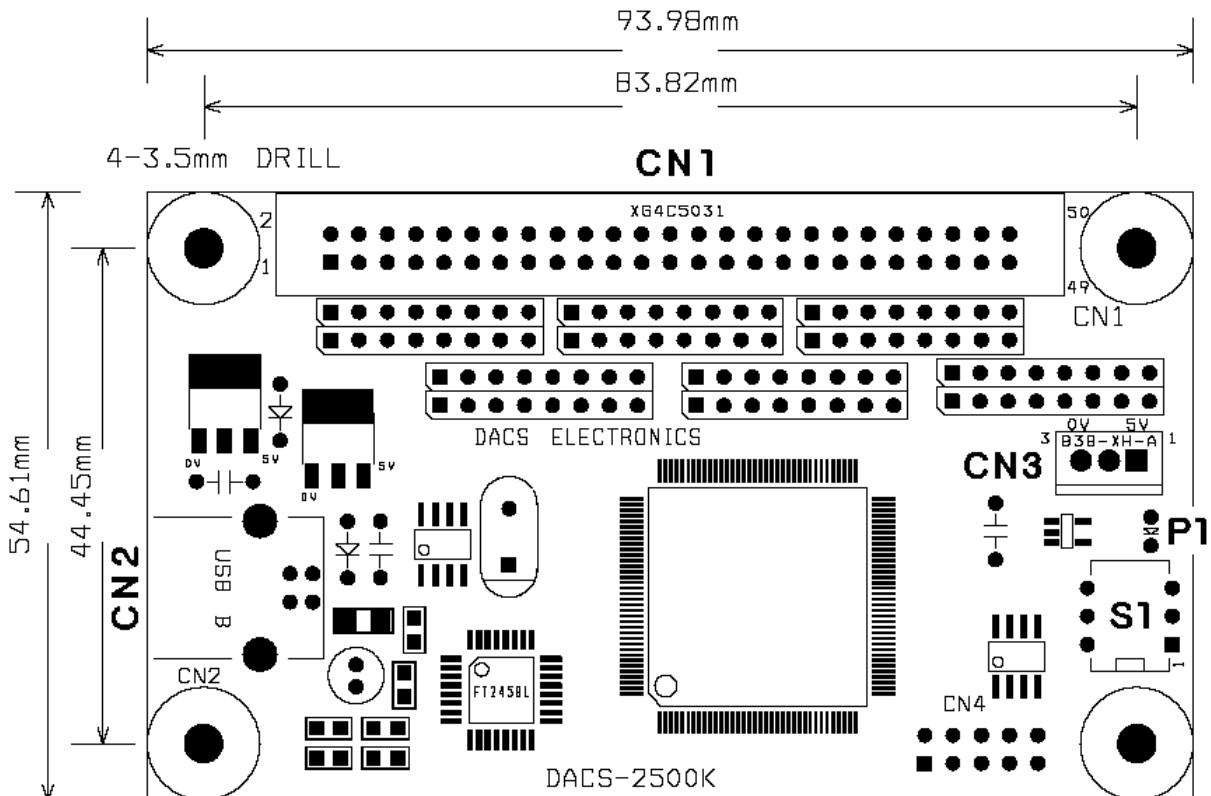 93.98mm
83.82mm
4-3.5mm DRILL
CN1
XG4C5031
2
50
1
49
CN1
DACS ELECTRONICS
0V 5V
3 B3B-XH-A 1
CN3
0V 5V
0V 5V
54.61mm
44.45mm
CN2
USB B
P1
S1
1
CN2
FT245BL
CN4
DACS-2500K